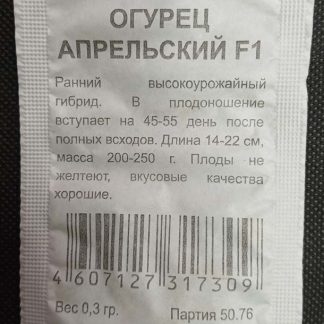 ОГУРЕЦ
АПРЕЛЬСКИЙ F1
Ранний высокоурожайный
гибрид. В плодоношение
вступает на 45-55 день после
полных всходов. Длина 14-22 см,
масса 200-250 г. Плоды не
желтеют, вкусовые качества
хорошие.
4 607127 317309
Вес 0,3 гр. Партия 50.76